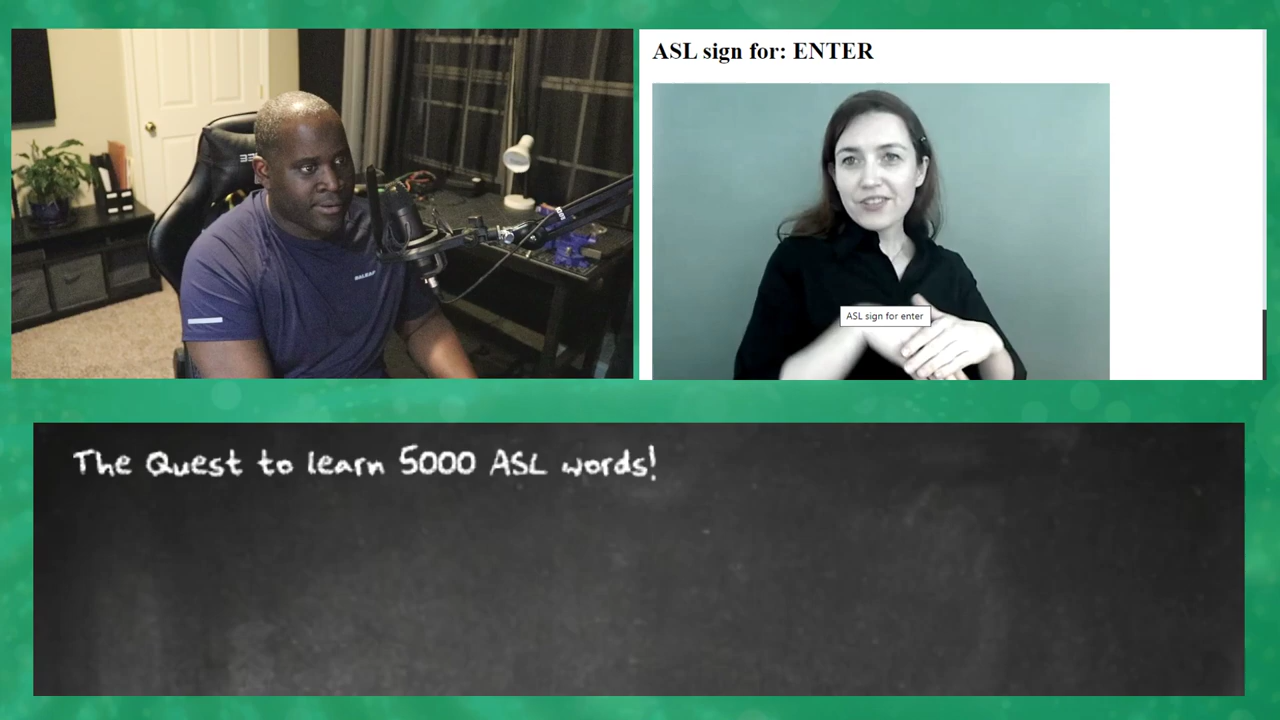 ASL sign for: ENTER
ASL sign for enter
The Quest to learn 5000 ASL words!